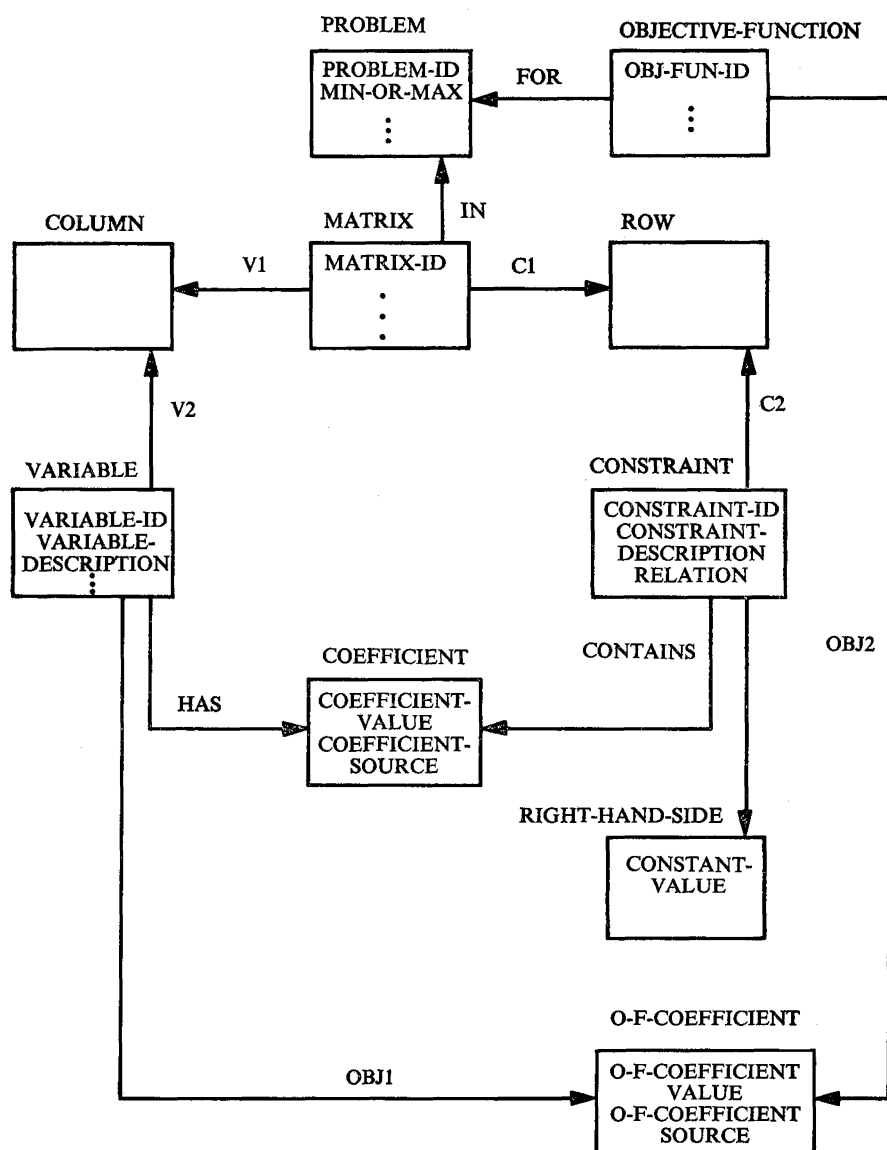 PROBLEM
OBJECTIVE-FUNCTION
PROBLEM-ID
MIN-OR-MAX
FOR
OBJ-FUN-ID
IN
COLUMN
MATRIX
ROW
V1
MATRIX-ID
C1
V2
C2
VARIABLE
CONSTRAINT
VARIABLE-ID
VARIABLE-
DESCRIPTION
CONSTRAINT-ID
CONSTRAINT-
DESCRIPTION
RELATION
OBJ2
COEFFICIENT
CONTAINS
HAS
COEFFICIENT-
VALUE
COEFFICIENT-
SOURCE
RIGHT-HAND-SIDE
CONSTANT-
VALUE
O-F-COEFFICIENT
OBJ1
O-F-COEFFICIENT
VALUE
O-F-COEFFICIENT
SOURCE